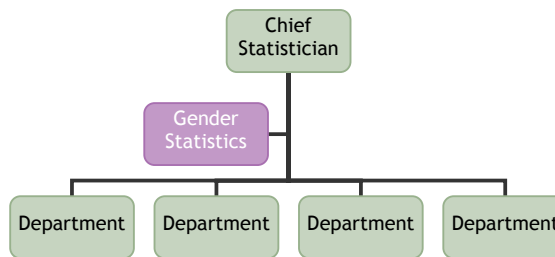 Chief
Statistician
Gender
Statistics
Department
Department
Department
Department